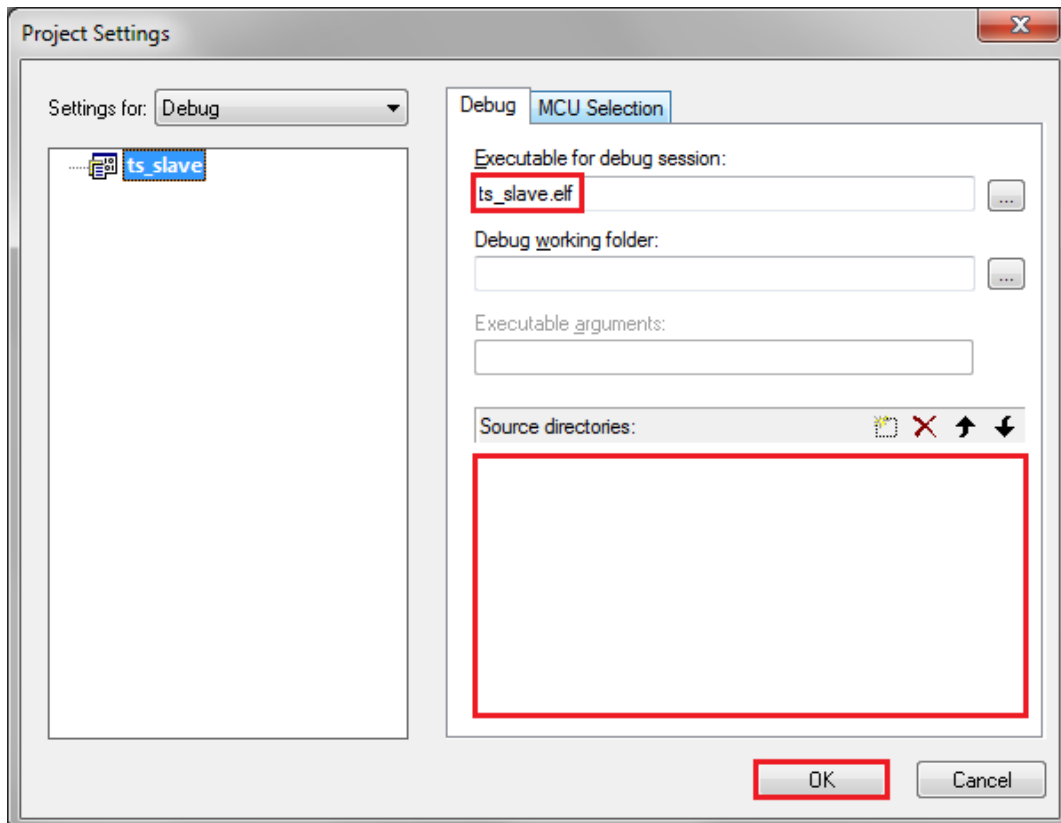 Project Settings
Settings for: Debug
ts_slave
Debug MCU Selection
Executable for debug session:
ts_slave.elf
...
Debug working folder:
...
Executable arguments:
Source directories:
OK Cancel